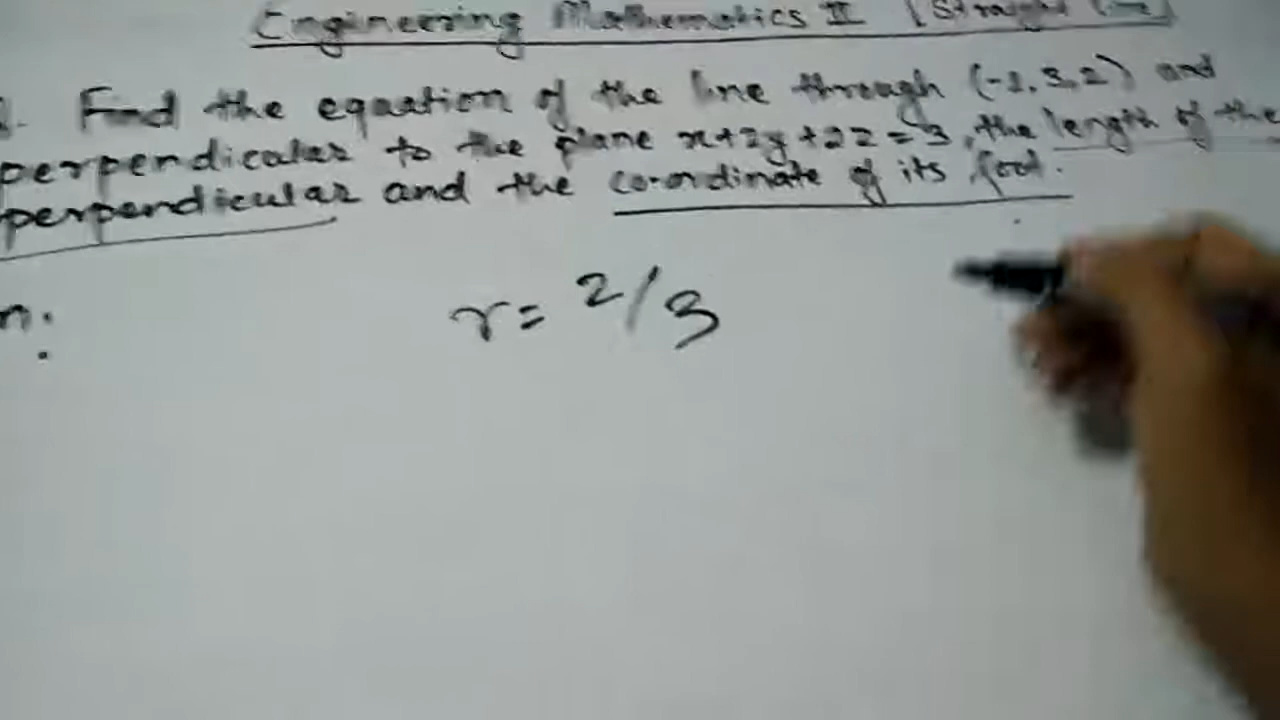 Engineering Mathematics II (Straight line)
Find the equation of the line through (-1,3,2) and
perpendicular to the plane x+2y+2z=3, the length of the
perpendicular and the co-ordinate of its foot.
n:
r= 2/3